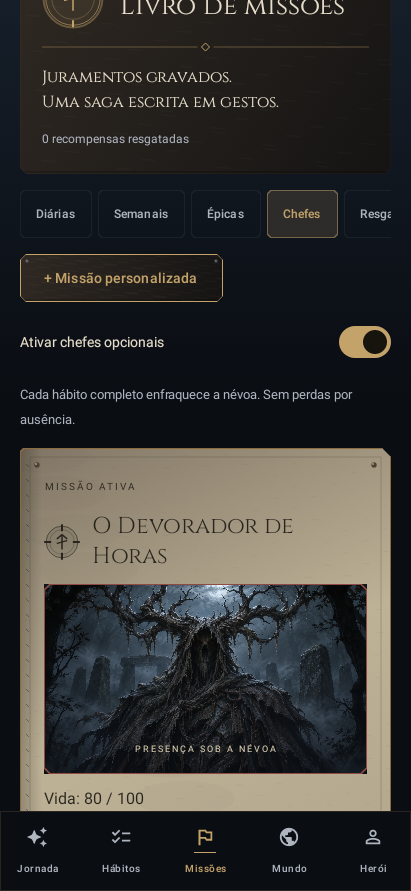 Livro de Missões
Juramentos gravados.
Uma saga escrita em gestos.
0 recompensas resgatadas
Diárias
Semanais
Épicas
Chefes
Resga
+ Missão personalizada
Ativar chefes opcionais
Cada hábito completo enfraquece a névoa. Sem perdas por
ausência.
MISSÃO ATIVA
O Devorador de
Horas
PRESENÇA SOB A NÉVOA
Vida: 80 / 100
Jornada
Hábitos
Missões
Mundo
Herói